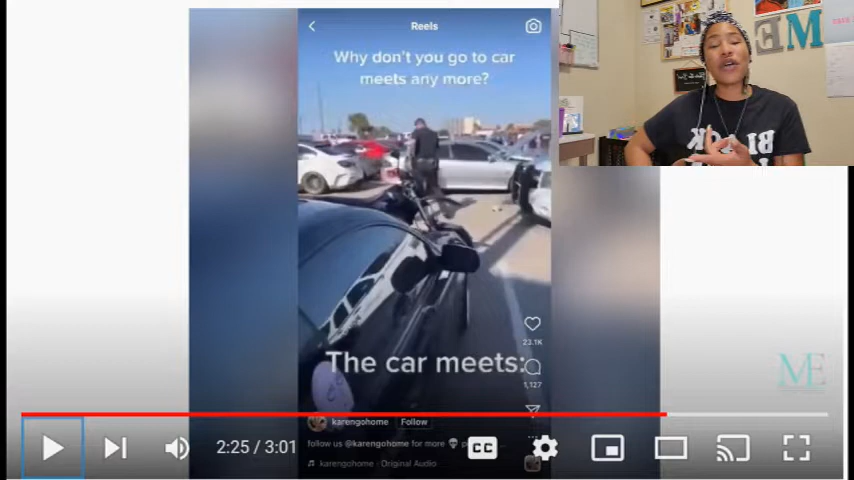 Reels
Why don't you go to car
meets any more?
The car meets:
23.1K
1,127
karengohome
Follow
follow us @karengohome for more
karengohome · Original Audio
ME
ME
BLACK
2:25 / 3:01
CC